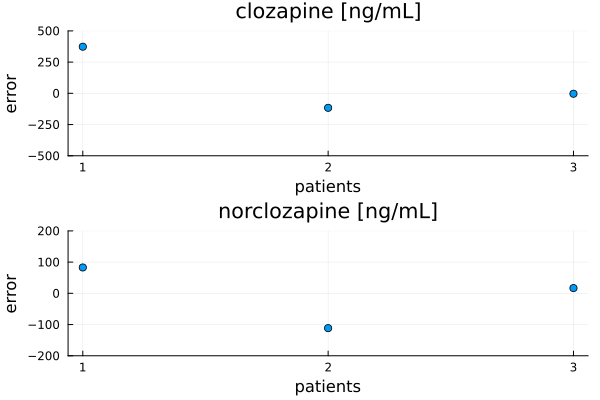 clozapine [ng/mL]
500
250
0
−250
−500
error
1 2 3
patients
norclozapine [ng/mL]
200
100
0
−100
−200
error
1 2 3
patients